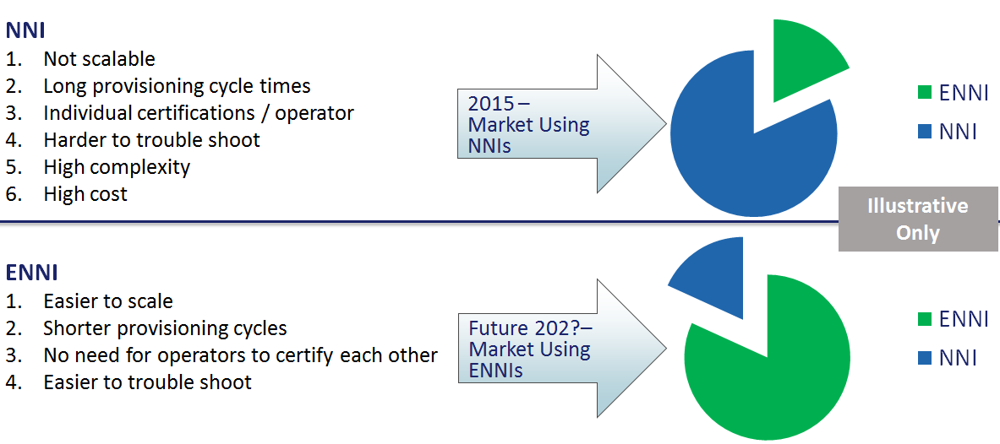 NNI
1. Not scalable
2. Long provisioning cycle times
3. Individual certifications / operator
4. Harder to trouble shoot
5. High complexity
6. High cost
2015 –
Market Using
NNIs
ENNI
NNI
Illustrative
Only
ENNI
1. Easier to scale
2. Shorter provisioning cycles
3. No need for operators to certify each other
4. Easier to trouble shoot
Future 202?–
Market Using
ENNIs
ENNI
NNI